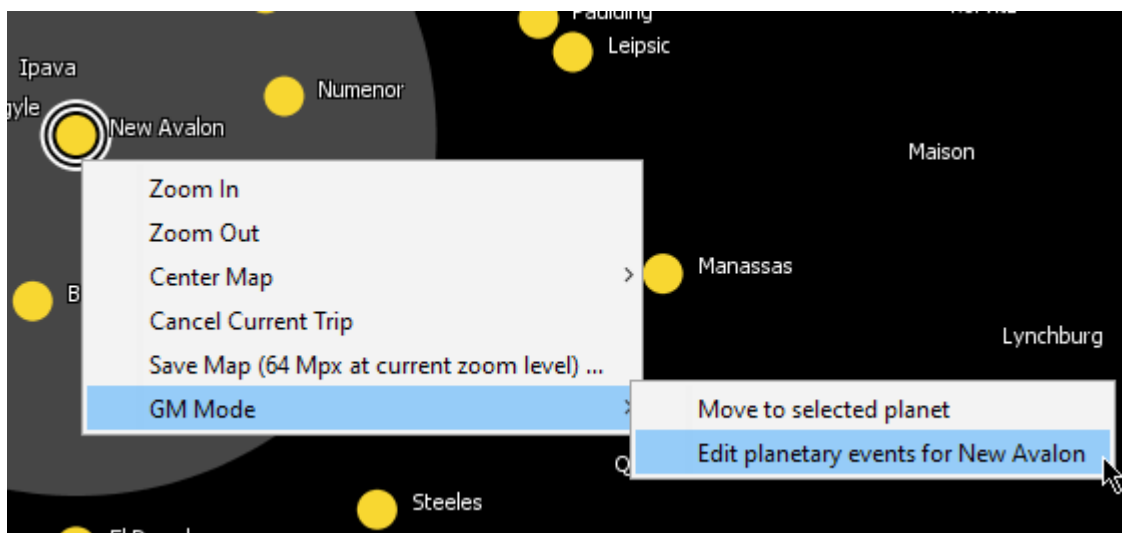 Paulding
Leipsic
Ipava
Numenor
gyle
New Avalon
Maison
Zoom In
Zoom Out
Center Map
Manassas
B
Cancel Current Trip
Lynchburg
Save Map (64 Mpx at current zoom level) ...
GM Mode
Move to selected planet
Edit planetary events for New Avalon
Q
Steeles